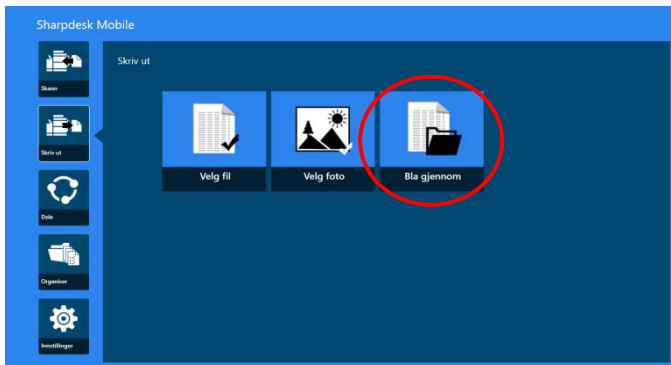 Sharpdesk Mobile
Skann
Skriv ut
Dele
Organiser
Innstillinger
Skriv ut
Velg fil
Velg foto
Bla gjennom